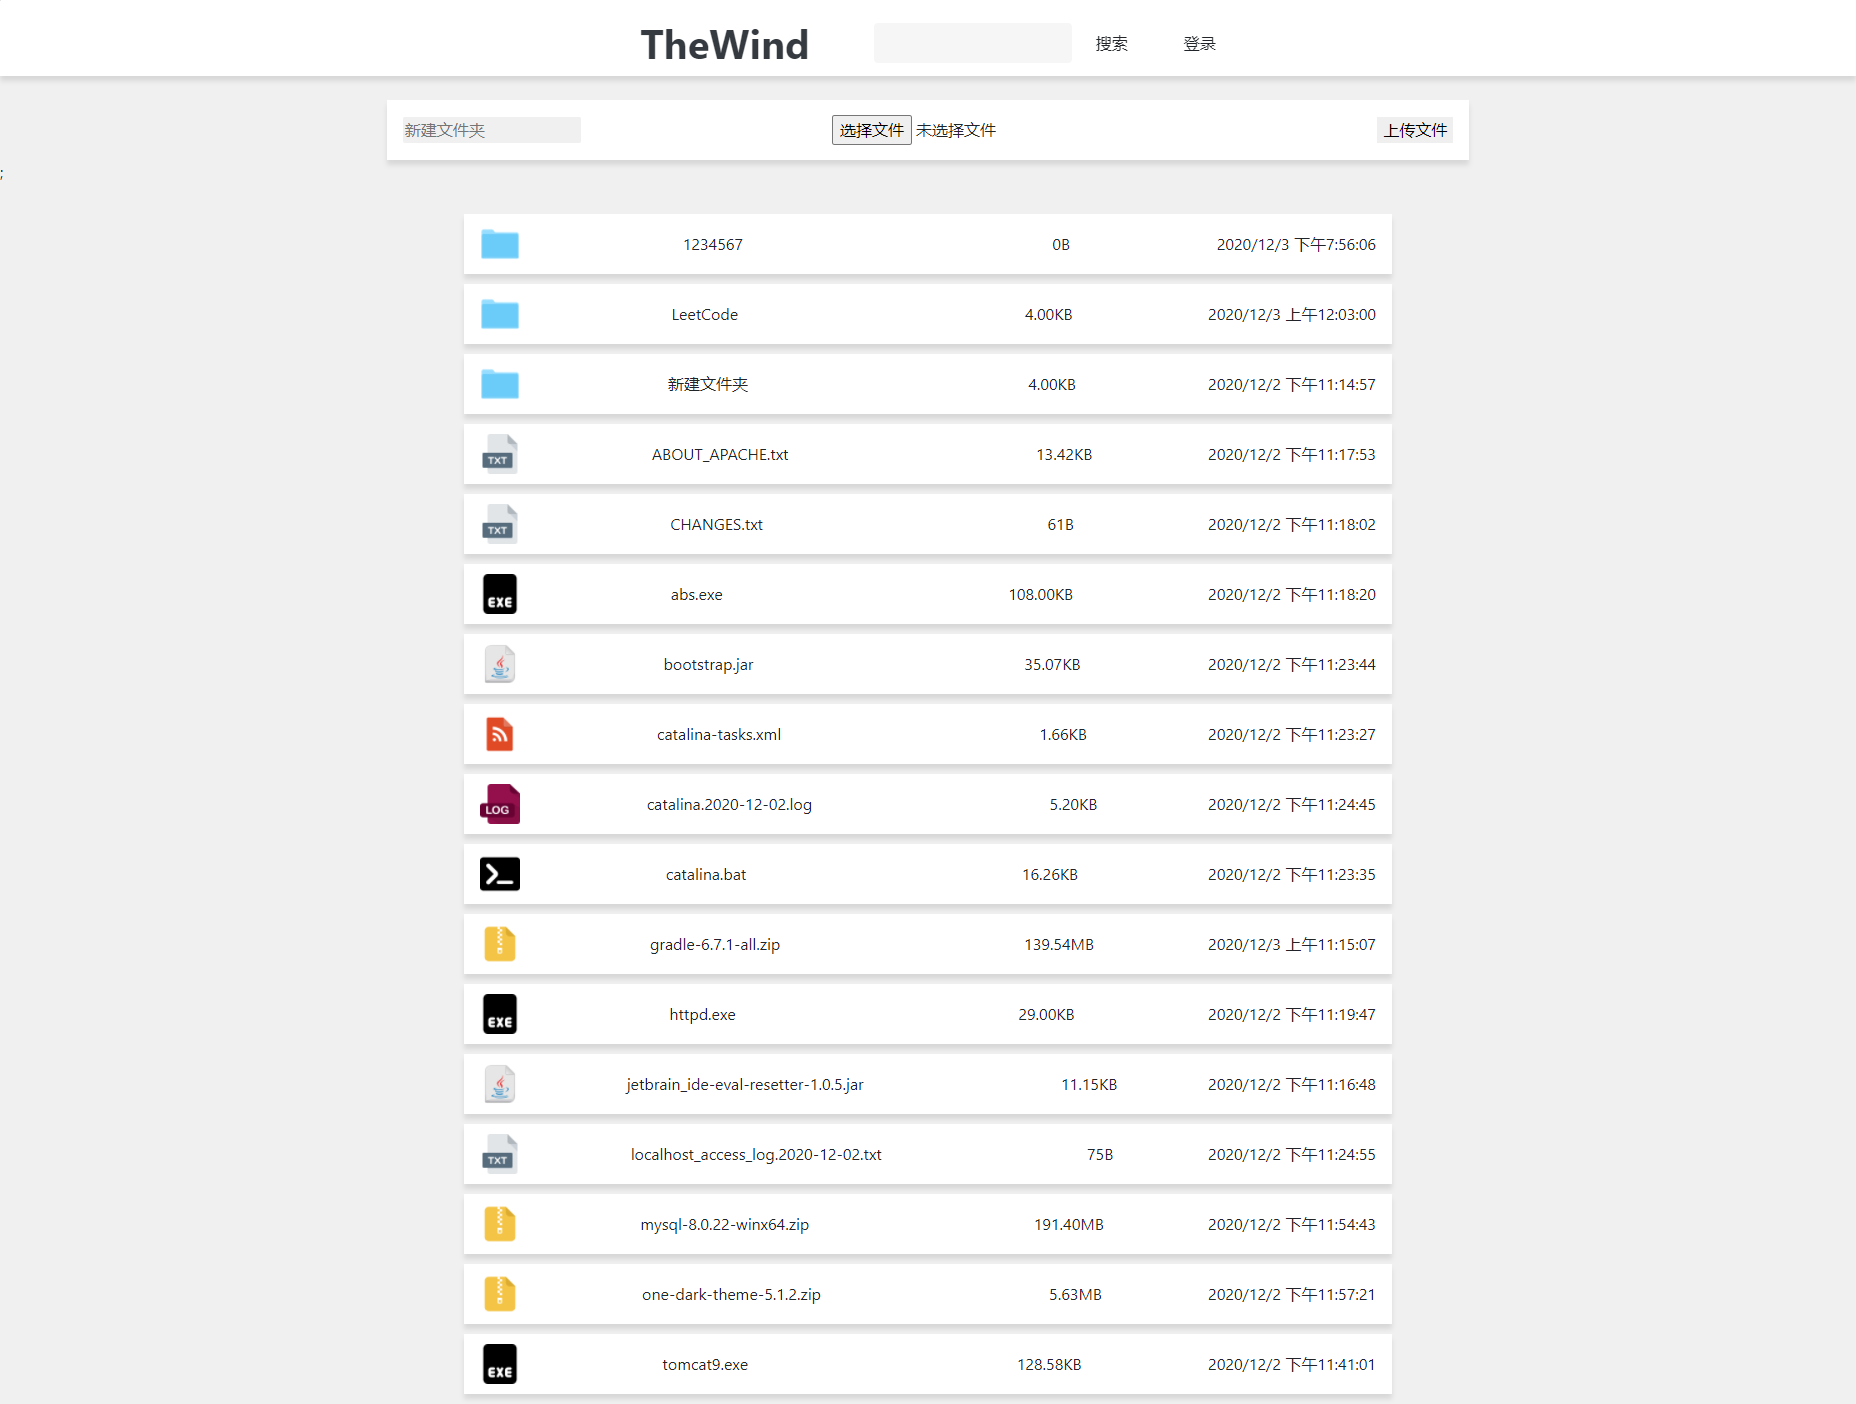 TheWind 搜索 登录
新建文件夹 选择文件 未选择文件 上传文件
;
1234567 0B 2020/12/3 下午7:56:06
LeetCode 4.00KB 2020/12/3 上午12:03:00
新建文件夹 4.00KB 2020/12/2 下午11:14:57
TXT ABOUT_APACHE.txt 13.42KB 2020/12/2 下午11:17:53
TXT CHANGES.txt 61B 2020/12/2 下午11:18:02
EXE abs.exe 108.00KB 2020/12/2 下午11:18:20
bootstrap.jar 35.07KB 2020/12/2 下午11:23:44
catalina-tasks.xml 1.66KB 2020/12/2 下午11:23:27
LOG catalina.2020-12-02.log 5.20KB 2020/12/2 下午11:24:45
catalina.bat 16.26KB 2020/12/2 下午11:23:35
gradle-6.7.1-all.zip 139.54MB 2020/12/3 上午11:15:07
EXE httpd.exe 29.00KB 2020/12/2 下午11:19:47
jetbrain_ide-eval-resetter-1.0.5.jar 11.15KB 2020/12/2 下午11:16:48
TXT localhost_access_log.2020-12-02.txt 75B 2020/12/2 下午11:24:55
mysql-8.0.22-winx64.zip 191.40MB 2020/12/2 下午11:54:43
one-dark-theme-5.1.2.zip 5.63MB 2020/12/2 下午11:57:21
EXE tomcat9.exe 128.58KB 2020/12/2 下午11:41:01